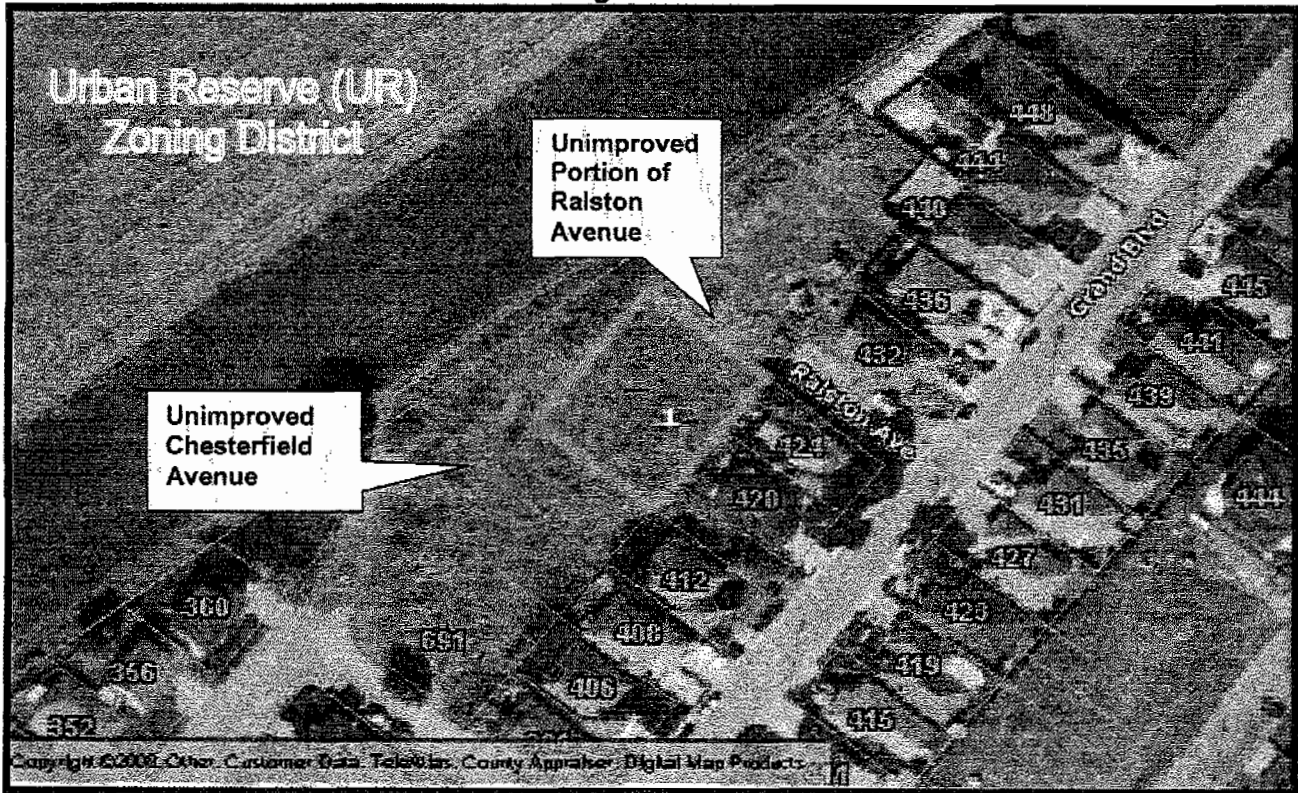 Urban Reserve (UR)
Zoning District
Unimproved
Portion of
Ralston
Avenue
Unimproved
Chesterfield
Avenue
448
444
440
436
432
Grand Blvd
Ralston Ave
445
441
439
435
431
444
427
423
419
415
1
424
420
412
408
406
360
356
352
691
Copyright ©2008 Other, Customer Data, TeleAtlas, County Appraiser, Digital Map Products